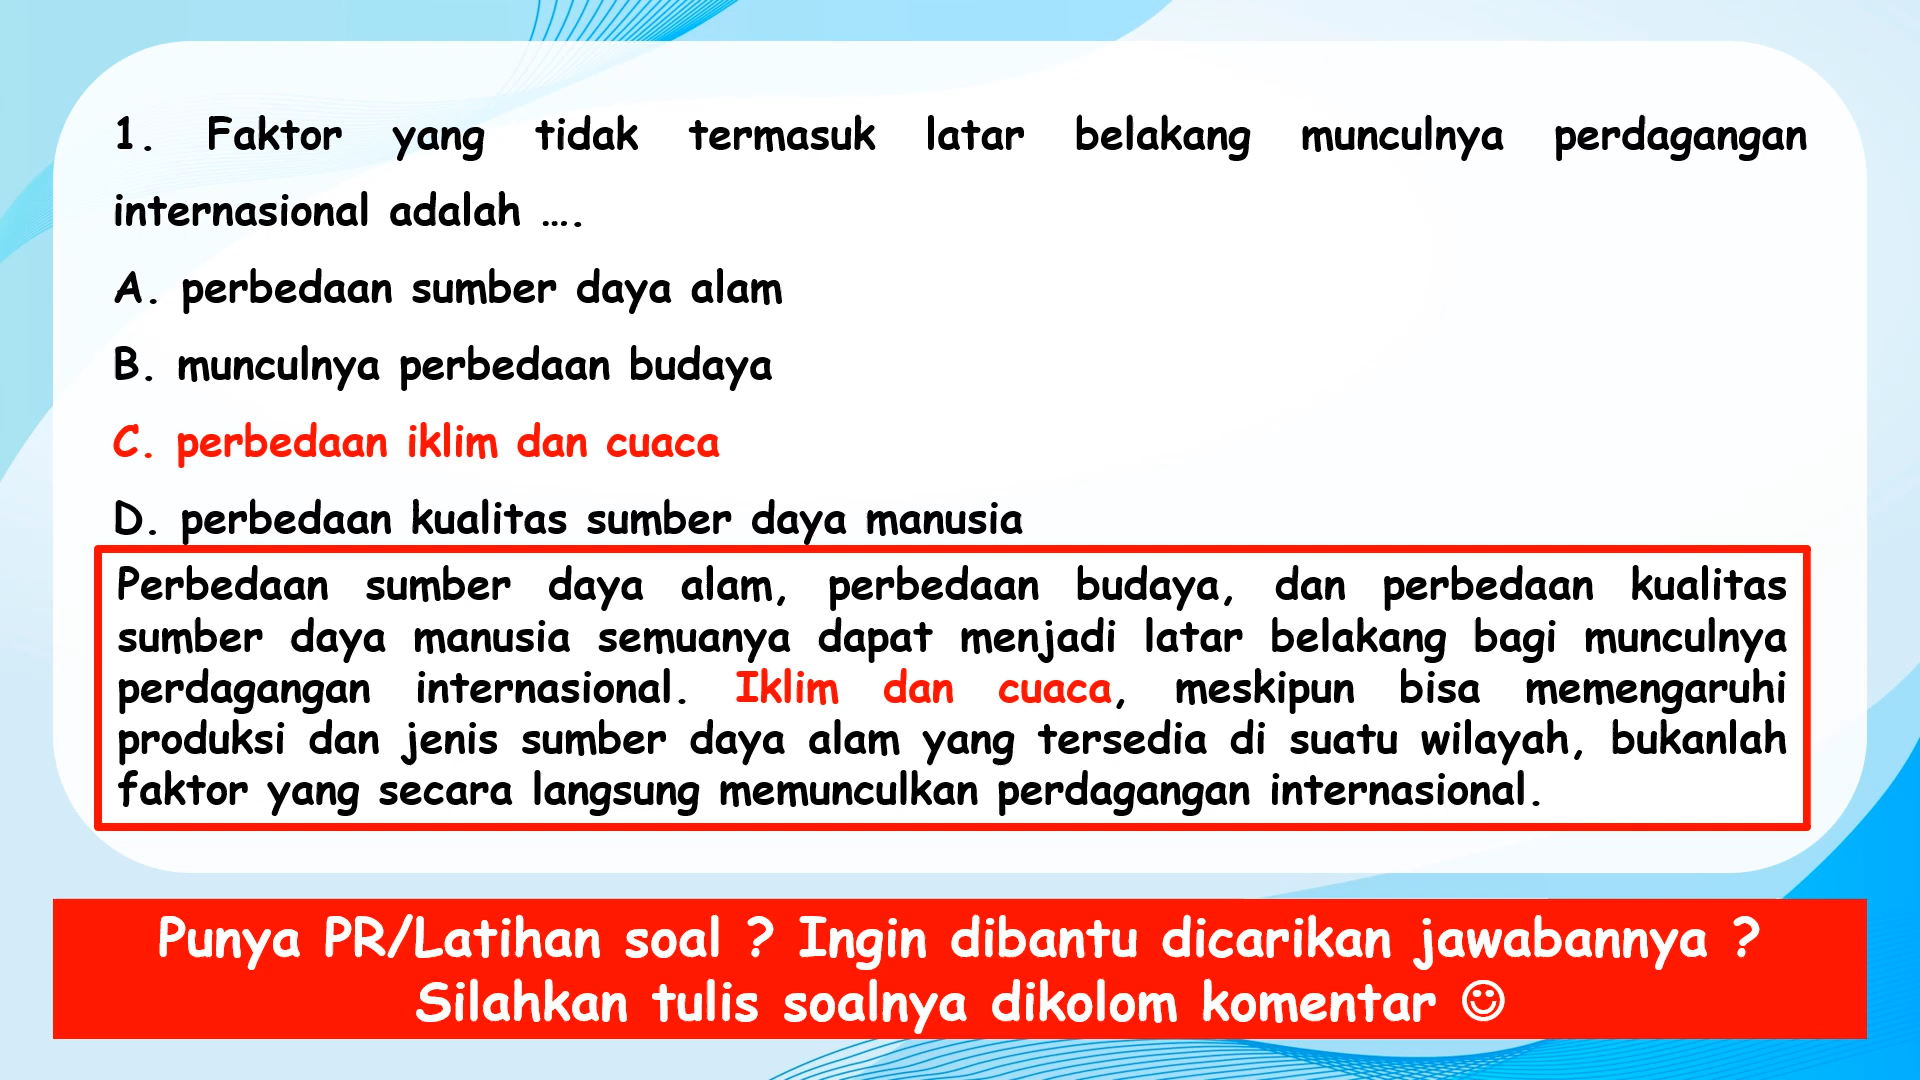 1. Faktor yang tidak termasuk latar belakang munculnya perdagangan
internasional adalah ….
A. perbedaan sumber daya alam
B. munculnya perbedaan budaya
C. perbedaan iklim dan cuaca
D. perbedaan kualitas sumber daya manusia
Perbedaan sumber daya alam, perbedaan budaya, dan perbedaan kualitas
sumber daya manusia semuanya dapat menjadi latar belakang bagi munculnya
perdagangan internasional. Iklim dan cuaca, meskipun bisa memengaruhi
produksi dan jenis sumber daya alam yang tersedia di suatu wilayah, bukanlah
faktor yang secara langsung memunculkan perdagangan internasional.
Punya PR/Latihan soal ? Ingin dibantu dicarikan jawabannya ?
Silahkan tulis soalnya dikolom komentar ☺